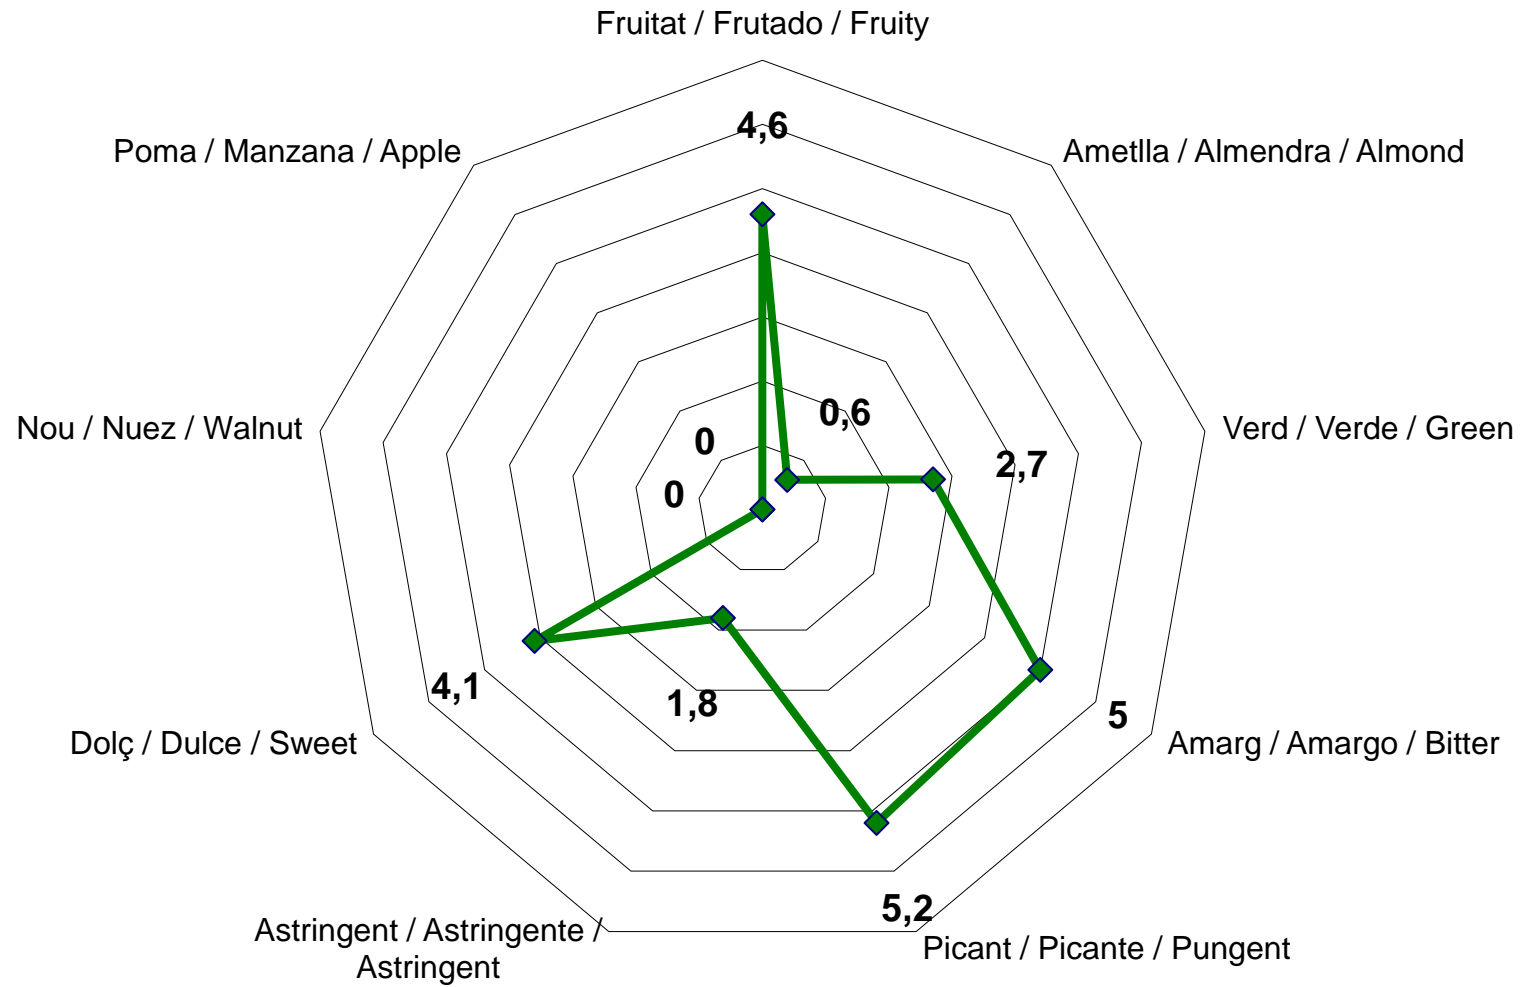 Fruitat / Frutado / Fruity
4,6
Poma / Manzana / Apple
Ametlla / Almendra / Almond
0,6
0
Nou / Nuez / Walnut
Verd / Verde / Green
2,7
0
4,1
1,8
5
Dolç / Dulce / Sweet
Amarg / Amargo / Bitter
5,2
Astringent / Astringente /
Astringent
Picant / Picante / Pungent